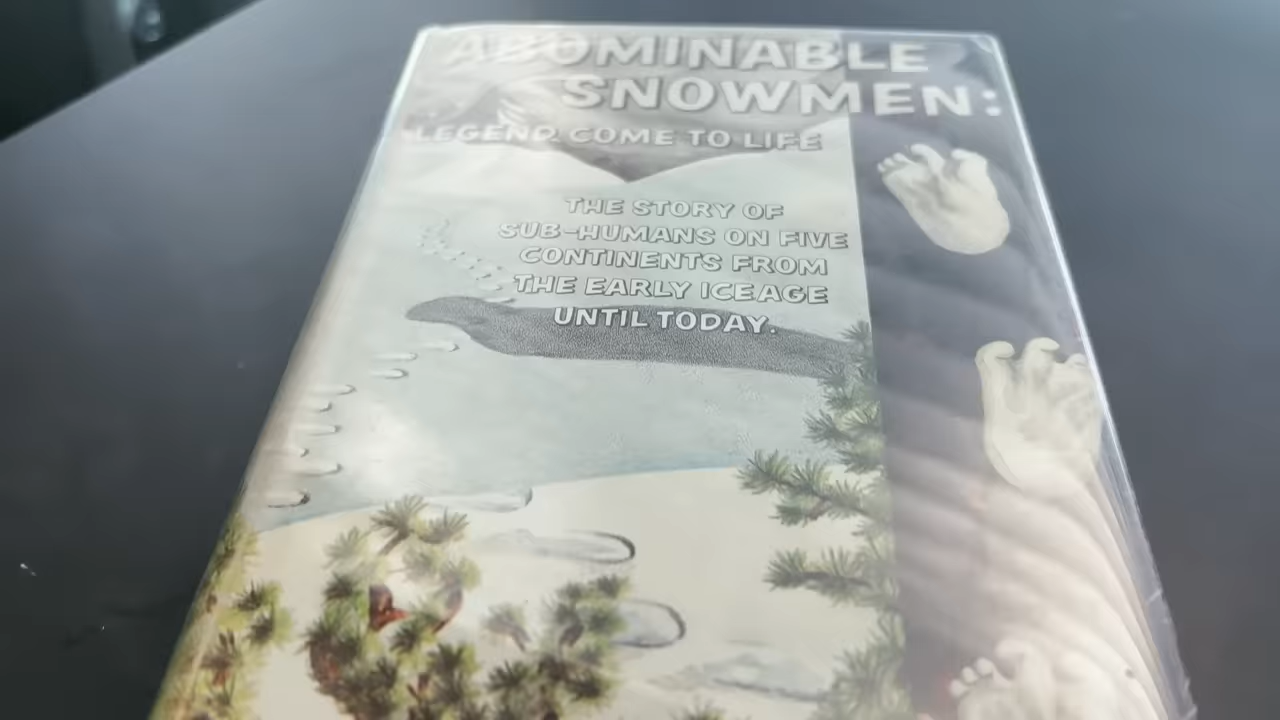 ABOMINABLE
SNOWMEN:
LEGEND COME TO LIFE
THE STORY OF
SUB-HUMANS ON FIVE
CONTINENTS FROM
THE EARLY ICEAGE
UNTIL TODAY.